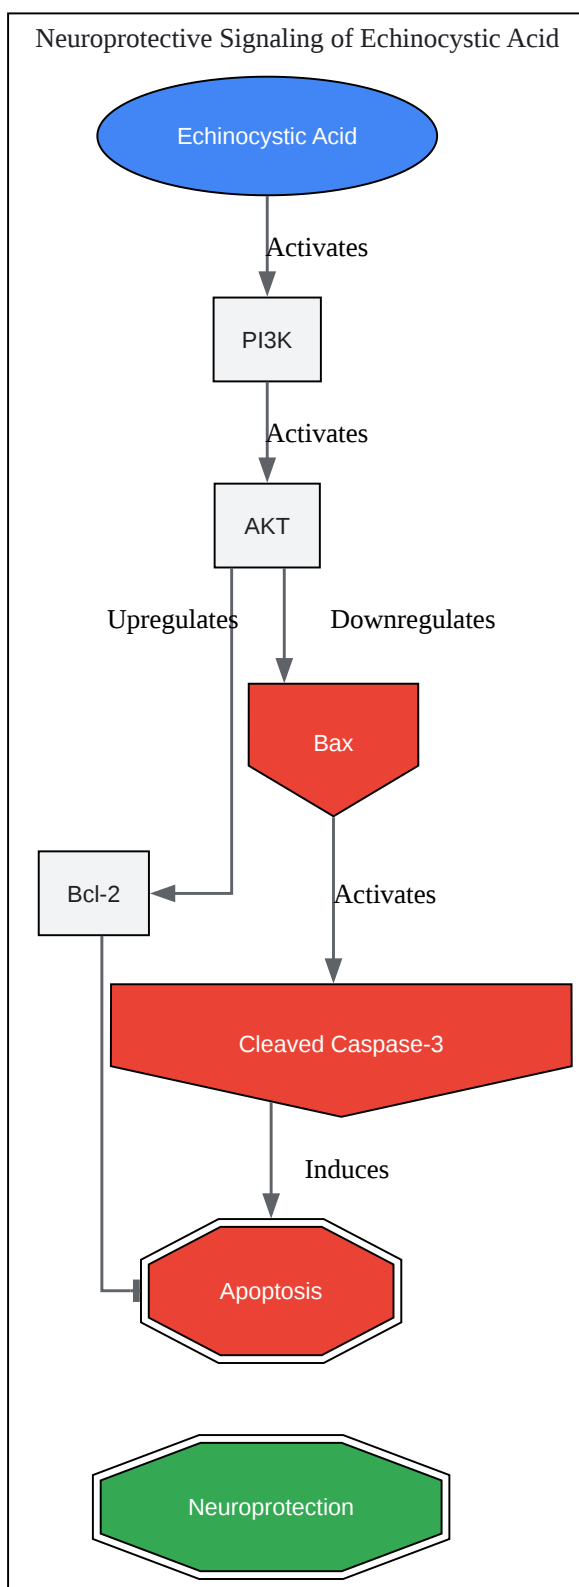 Neuroprotective Signaling of Echinocystic Acid
Echinocystic Acid
Activates
PI3K
Activates
AKT
Upregulates
Downregulates
Bax
Bcl-2
Activates
Cleaved Caspase-3
Induces
Apoptosis
Neuroprotection